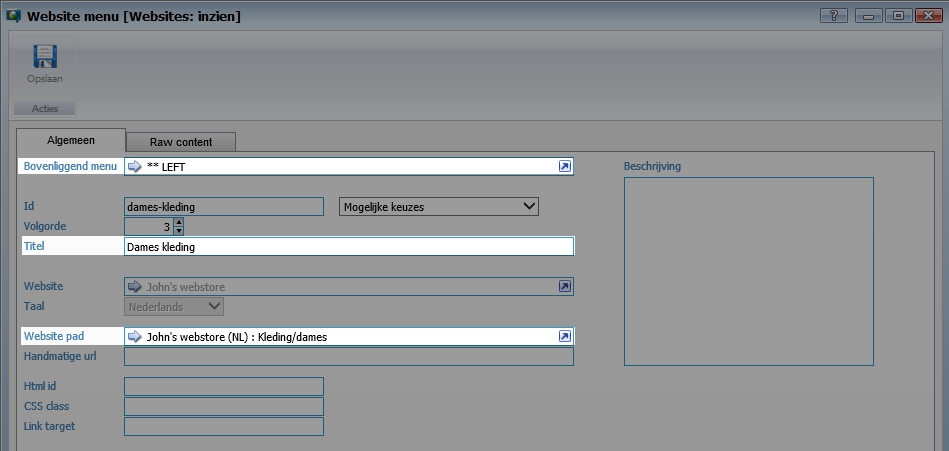 Website menu [Websites: inzien]
?
Opslaan
Acties
Algemeen
Raw content
Bovenliggend menu ** LEFT
Beschrijving
Id dames-kleding Mogelijke keuzes
Volgorde 3
Titel Dames kleding
Website John's webstore
Taal Nederlands
Website pad John's webstore (NL) : Kleding/dames
Handmatige url
Html id
CSS class
Link target